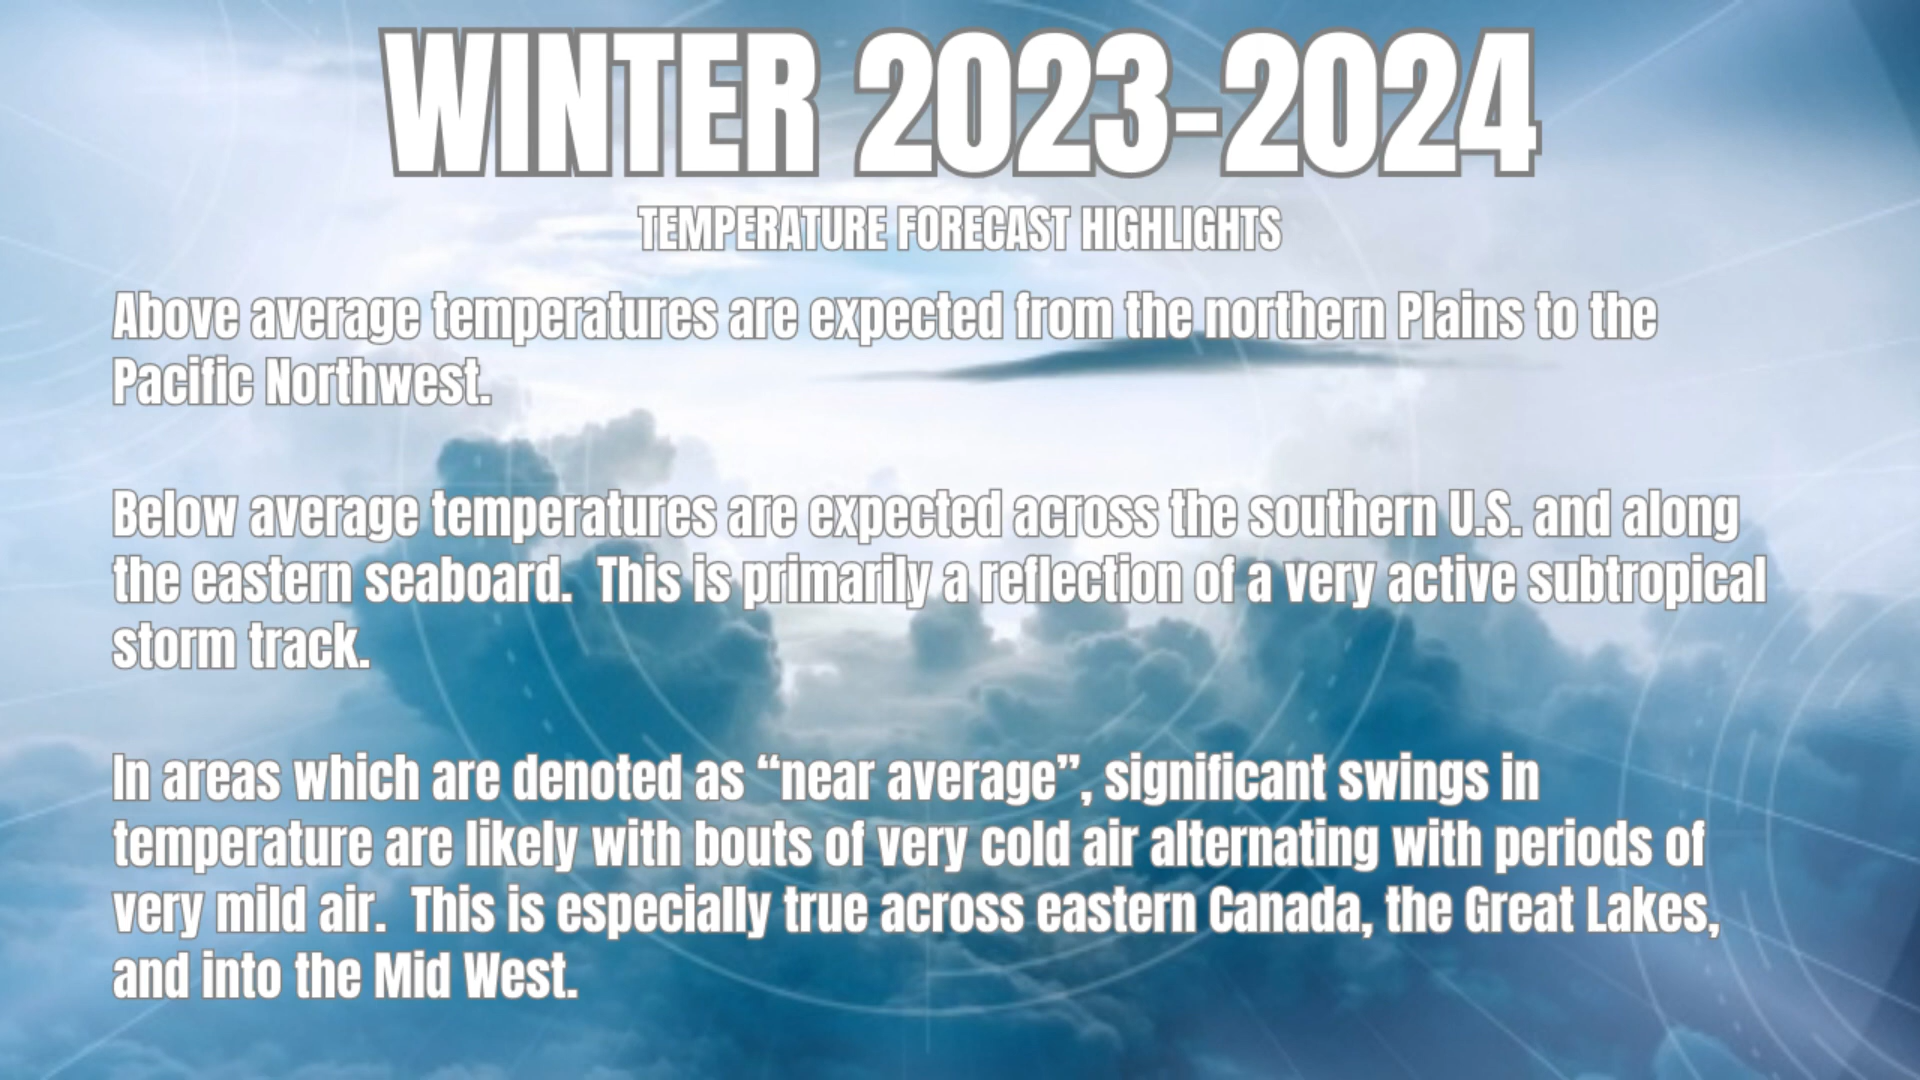 WINTER 2023-2024
TEMPERATURE FORECAST HIGHLIGHTS
Above average temperatures are expected from the northern Plains to the
Pacific Northwest.
Below average temperatures are expected across the southern U.S. and along
the eastern seaboard.  This is primarily a reflection of a very active subtropical
storm track.
In areas which are denoted as “near average”, significant swings in
temperature are likely with bouts of very cold air alternating with periods of
very mild air.  This is especially true across eastern Canada, the Great Lakes,
and into the Mid West.